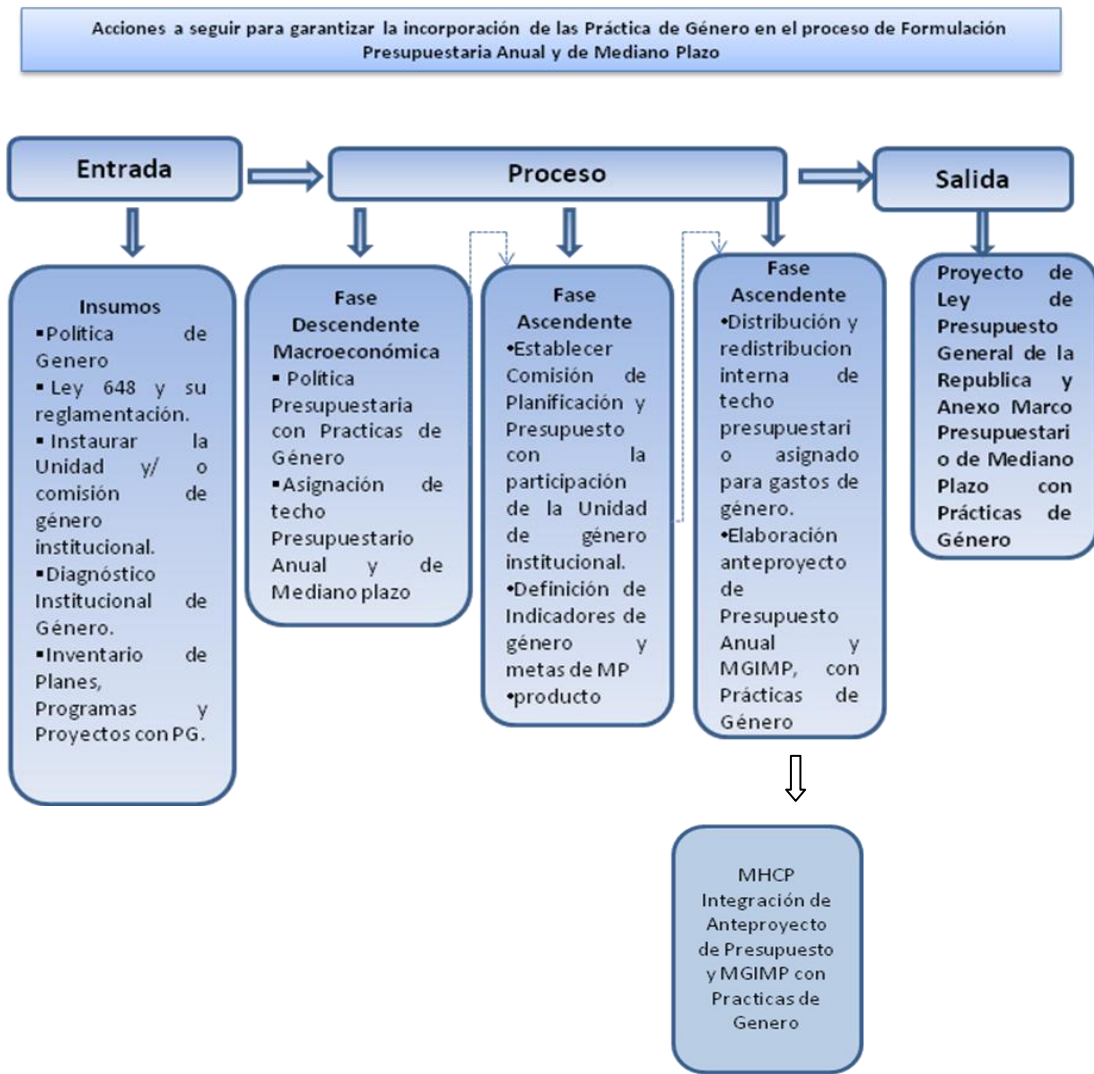 Acciones a seguir para garantizar la incorporación de las Práctica de Género en el proceso de Formulación
Presupuestaria Anual y de Mediano Plazo
Entrada
Proceso
Salida
Insumos
▪Política de
Genero
▪ Ley 648 y su
reglamentación.
▪Instaurar la
Unidad y/ o
comisión de
género
institucional.
▪Diagnóstico
Institucional de
Género.
▪Inventario de
Planes,
Programas y
Proyectos con PG.
Fase
Descendente
Macroeconómica
▪ Política
Presupuestaria
con Practicas de
Género
▪Asignación de
techo
Presupuestario
Anual y de
Mediano plazo
Fase
Ascendente
•Establecer
Comisión de
Planificación y
Presupuesto
con la
participación
de la Unidad
de género
institucional.
•Definición de
Indicadores de
género y
metas de MP
•producto
Fase
Ascendente
•Distribución y
redistribucion
interna de
techo
presupuestari
o asignado
para gastos de
género.
•Elaboración
anteproyecto
de
Presupuesto
Anual y
MGIMP, con
Prácticas de
Género
Proyecto de
Ley de
Presupuesto
General de la
Republica y
Anexo Marco
Presupuestari
o de Mediano
Plazo con
Prácticas de
Género
MHCP
Integración de
Anteproyecto
de Presupuesto
y MGIMP con
Practicas de
Genero